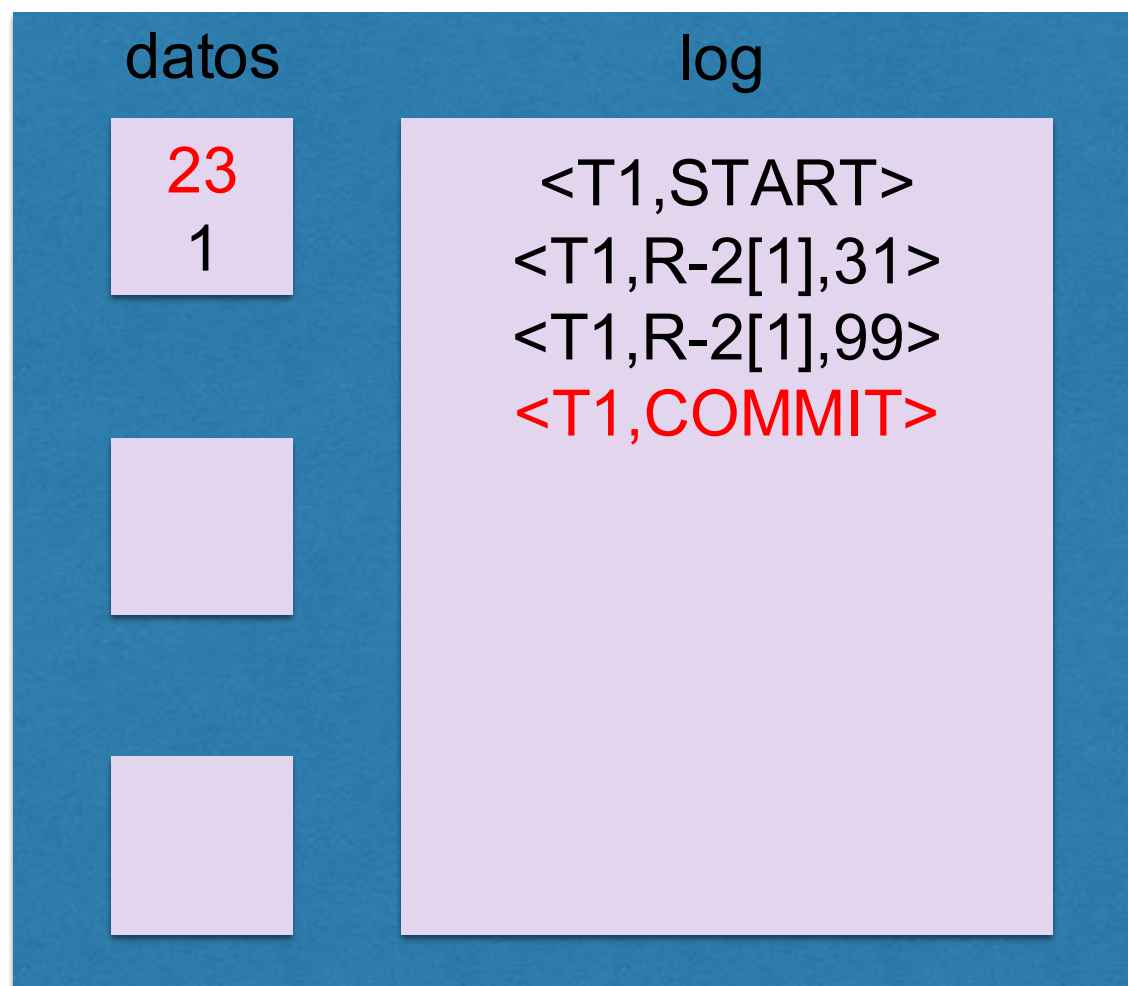 datos
log
23
1
<T1,START>
<T1,R-2[1],31>
<T1,R-2[1],99>
<T1,COMMIT>